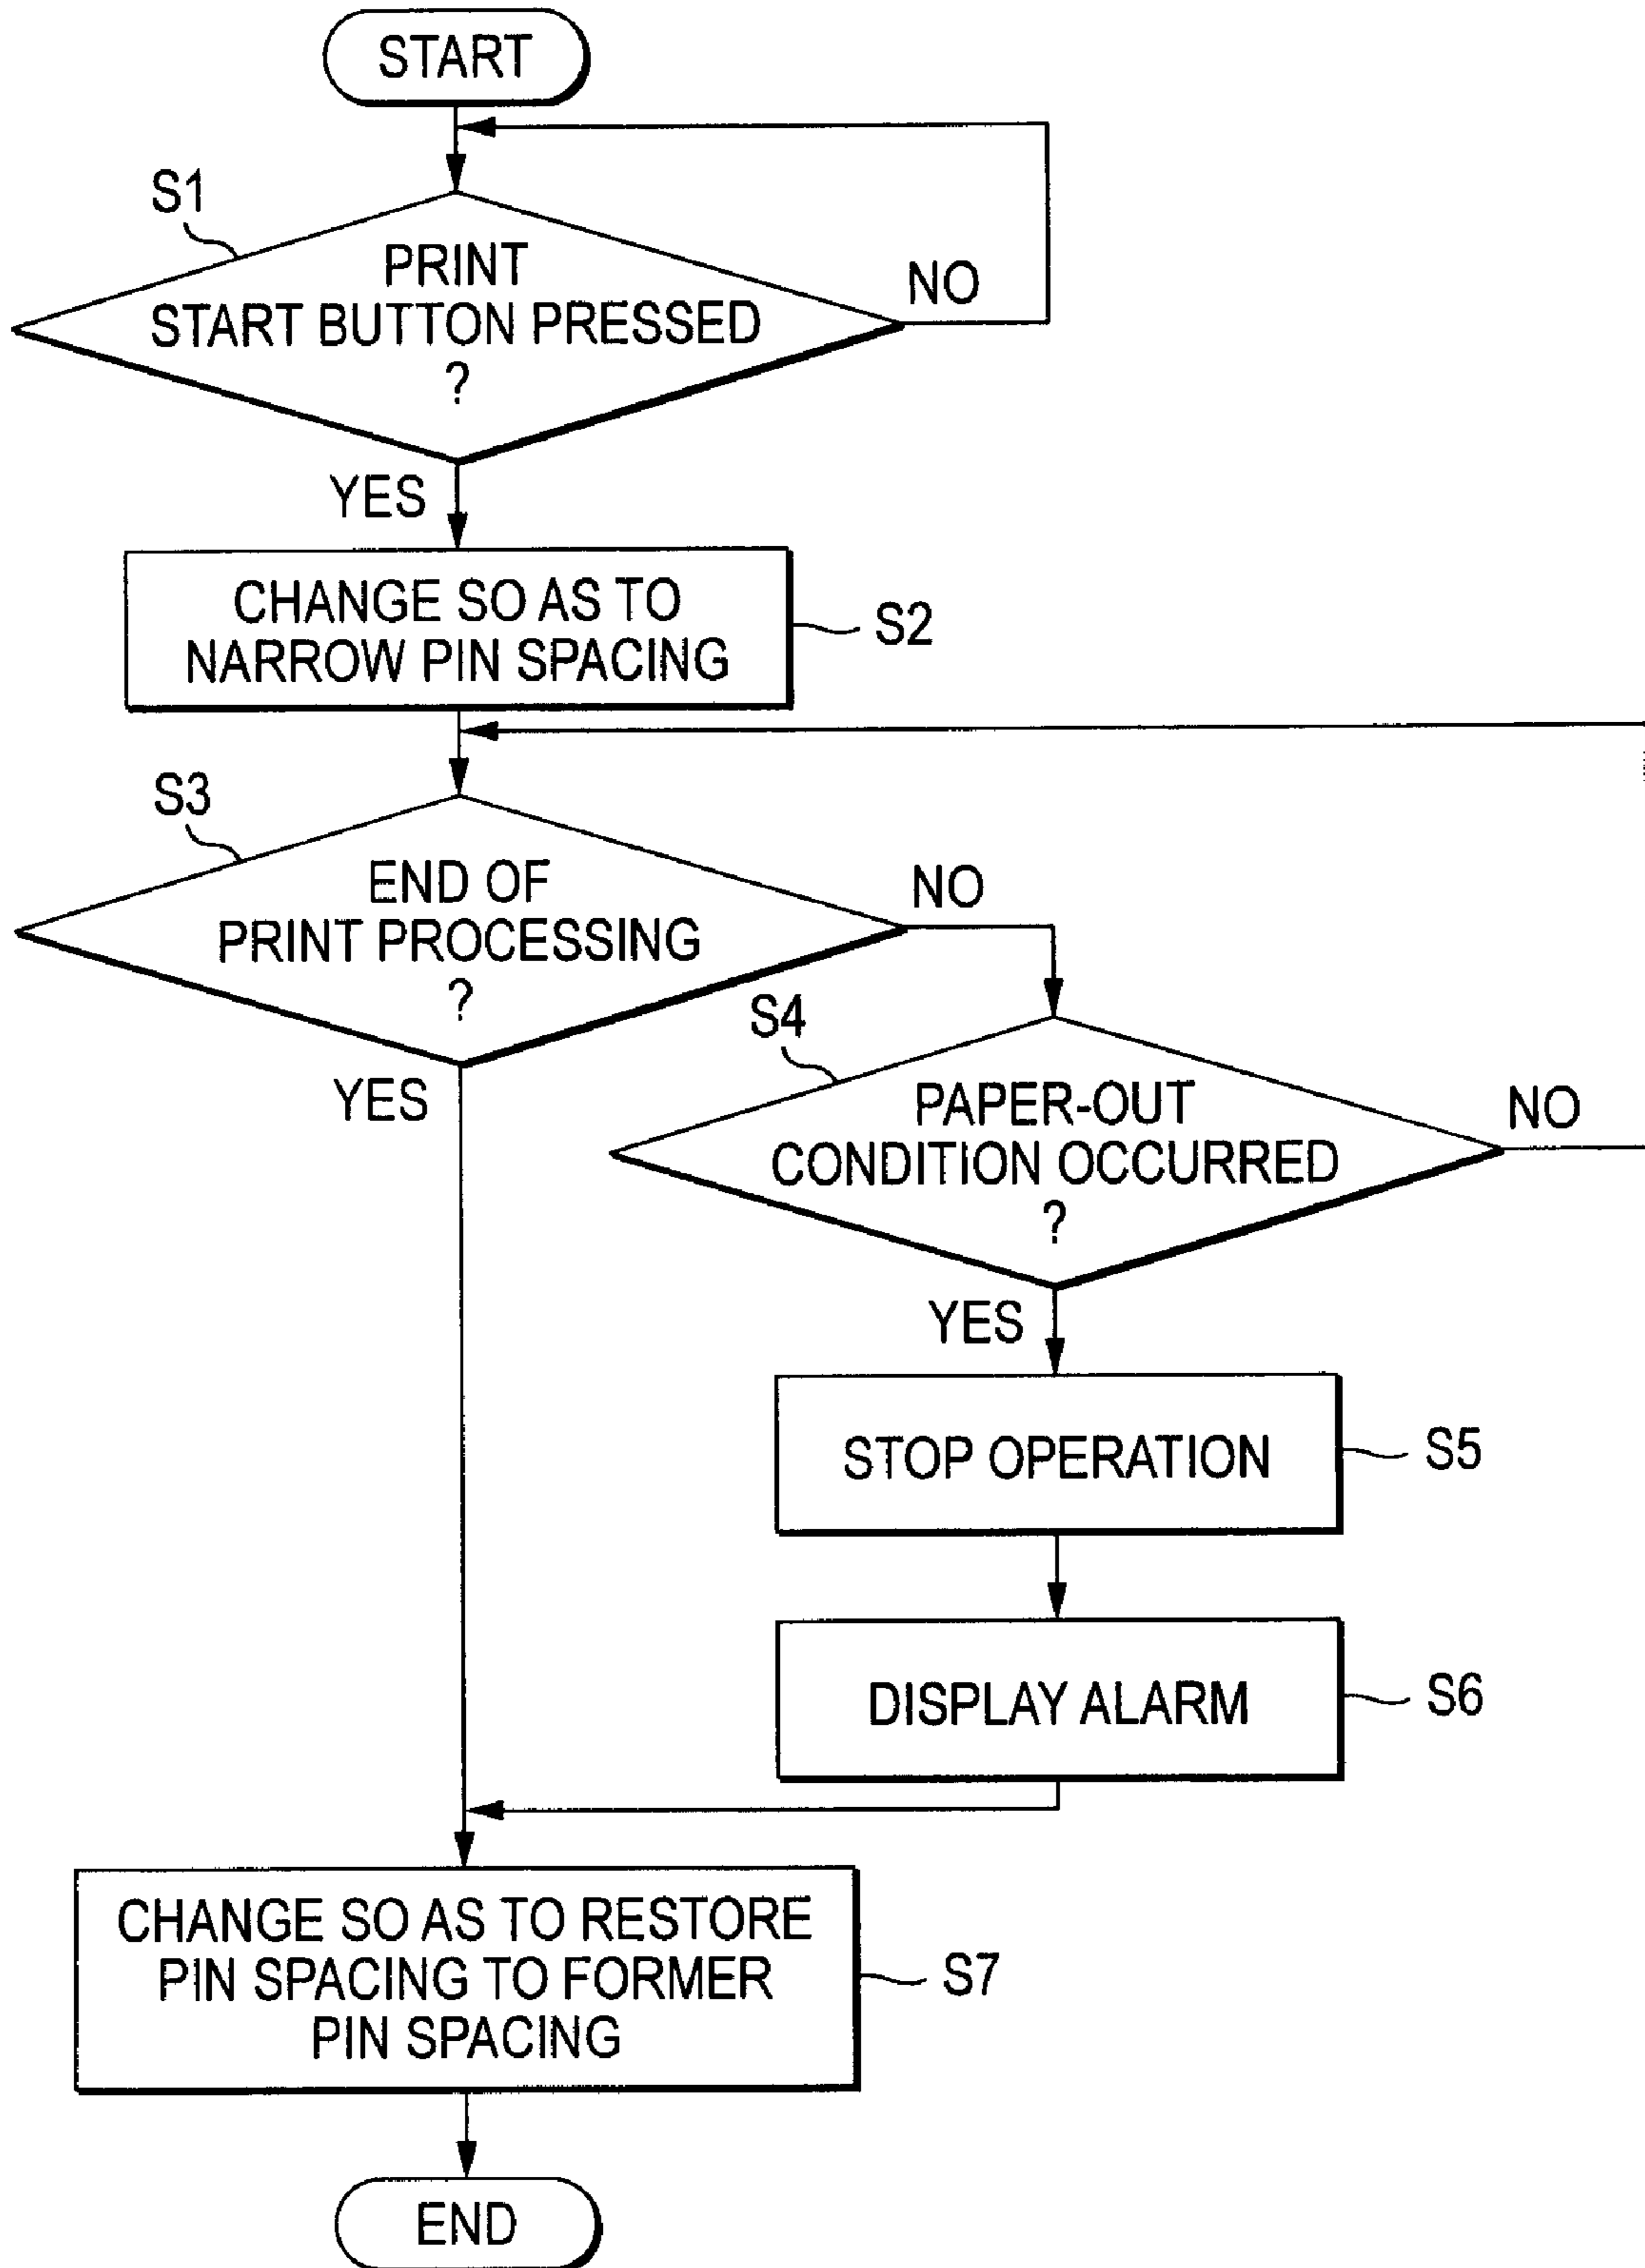 START
S1
PRINT
START BUTTON PRESSED
?
NO
YES
CHANGE SO AS TO
NARROW PIN SPACING
S2
S3
END OF
PRINT PROCESSING
?
NO
YES
S4
PAPER-OUT
CONDITION OCCURRED
?
NO
YES
STOP OPERATION
S5
DISPLAY ALARM
S6
CHANGE SO AS TO RESTORE
PIN SPACING TO FORMER
PIN SPACING
S7
END